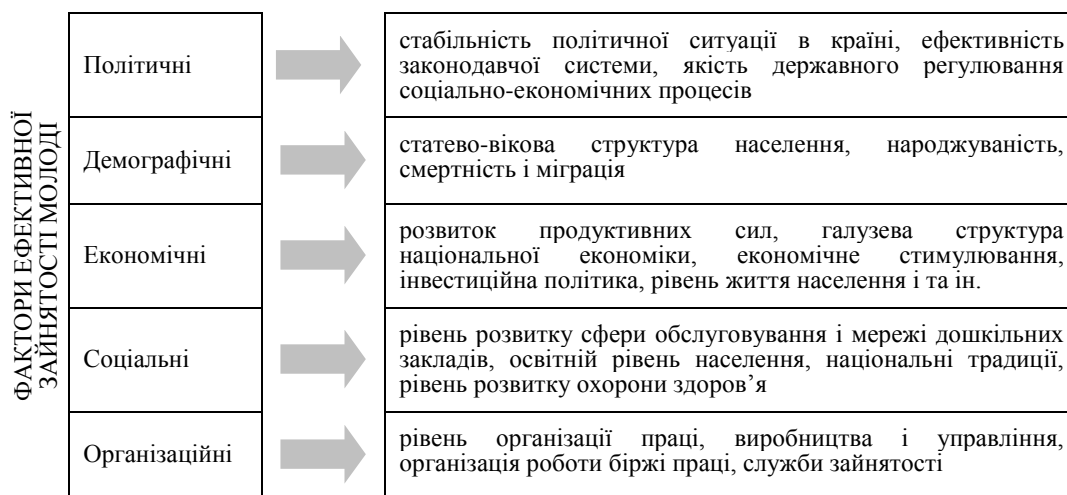 ФАКТОРИ ЕФЕКТИВНОЇ
ЗАЙНЯТОСТІ МОЛОДІ
Політичні
стабільність політичної ситуації в країні, ефективність
законодавчої системи, якість державного регулювання
соціально-економічних процесів
Демографічні
статево-вікова структура населення, народжуваність,
смертність і міграція
Економічні
розвиток продуктивних сил, галузева структура
національної економіки, економічне стимулювання,
інвестиційна політика, рівень життя населення і та ін.
Соціальні
рівень розвитку сфери обслуговування і мережі дошкільних
закладів, освітній рівень населення, національні традиції,
рівень розвитку охорони здоров’я
Організаційні
рівень організації праці, виробництва і управління,
організація роботи біржі праці, служби зайнятості